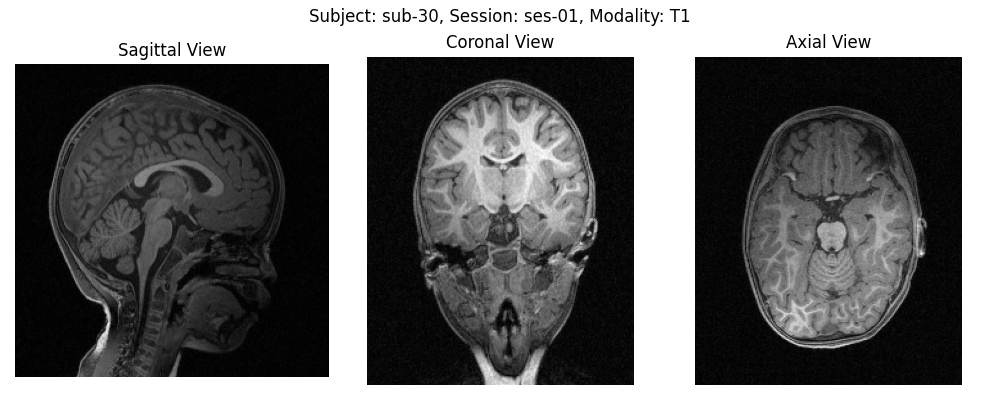 Subject: sub-30, Session: ses-01, Modality: T1
Sagittal View
Coronal View
Axial View